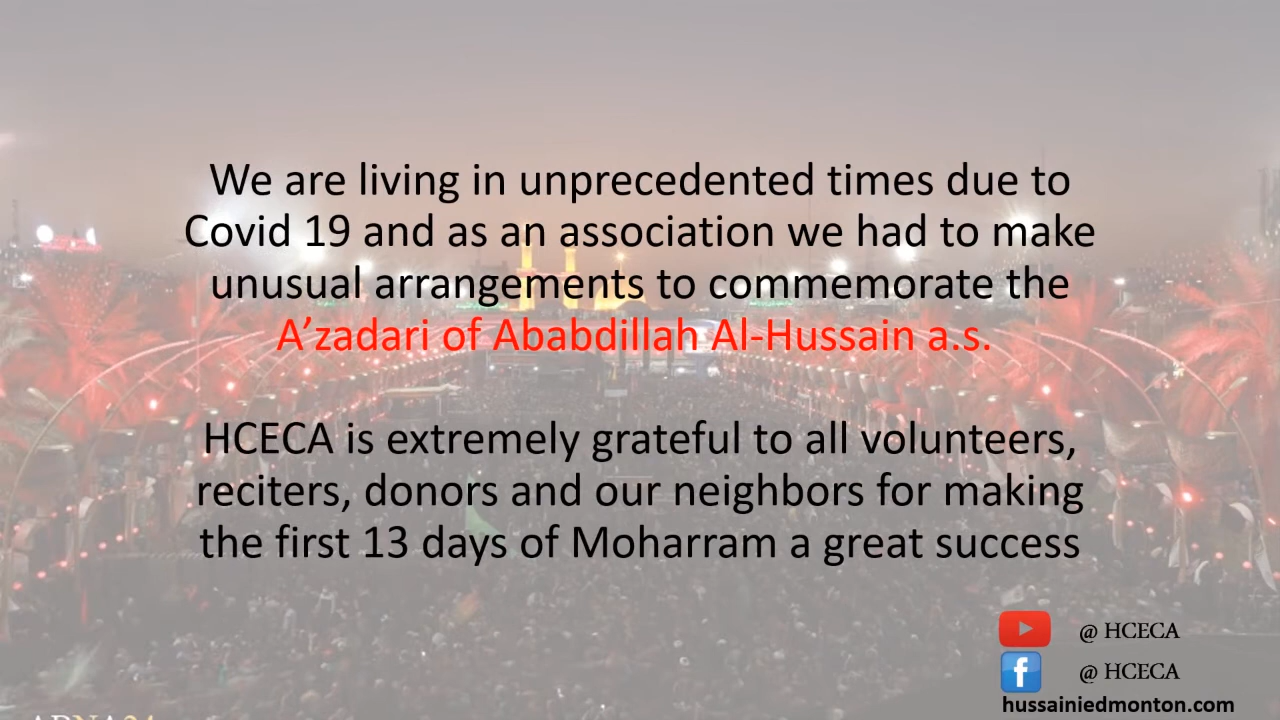 We are living in unprecedented times due to
Covid 19 and as an association we had to make
unusual arrangements to commemorate the
A’zadari of Ababdillah Al-Hussain a.s.
HCECA is extremely grateful to all volunteers,
reciters, donors and our neighbors for making
the first 13 days of Moharram a great success
@ HCECA
@ HCECA
hussainiedmonton.com